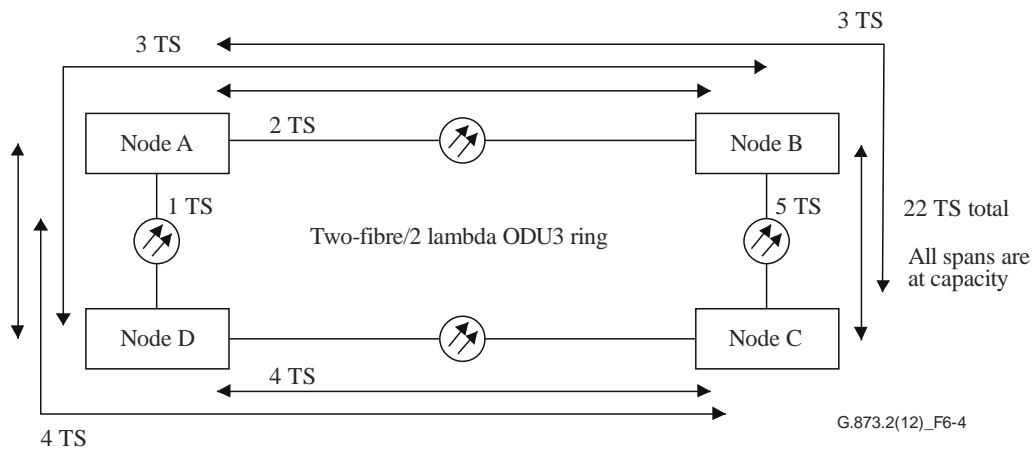 3 TS
3 TS
Node A
2 TS
Node B
1 TS
5 TS
22 TS total
Two-fibre/2 lambda ODU3 ring
All spans are
at capacity
Node D
Node C
4 TS
4 TS
G.873.2(12)_F6-4